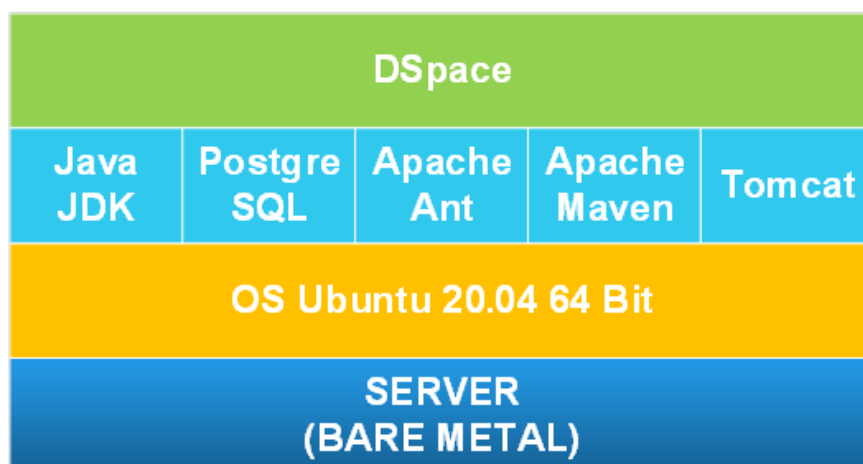 DSpace
Java
JDK
Postgre
SQL
Apache
Ant
Apache
Maven
Tomcat
OS Ubuntu 20.04 64 Bit
SERVER
(BARE METAL)